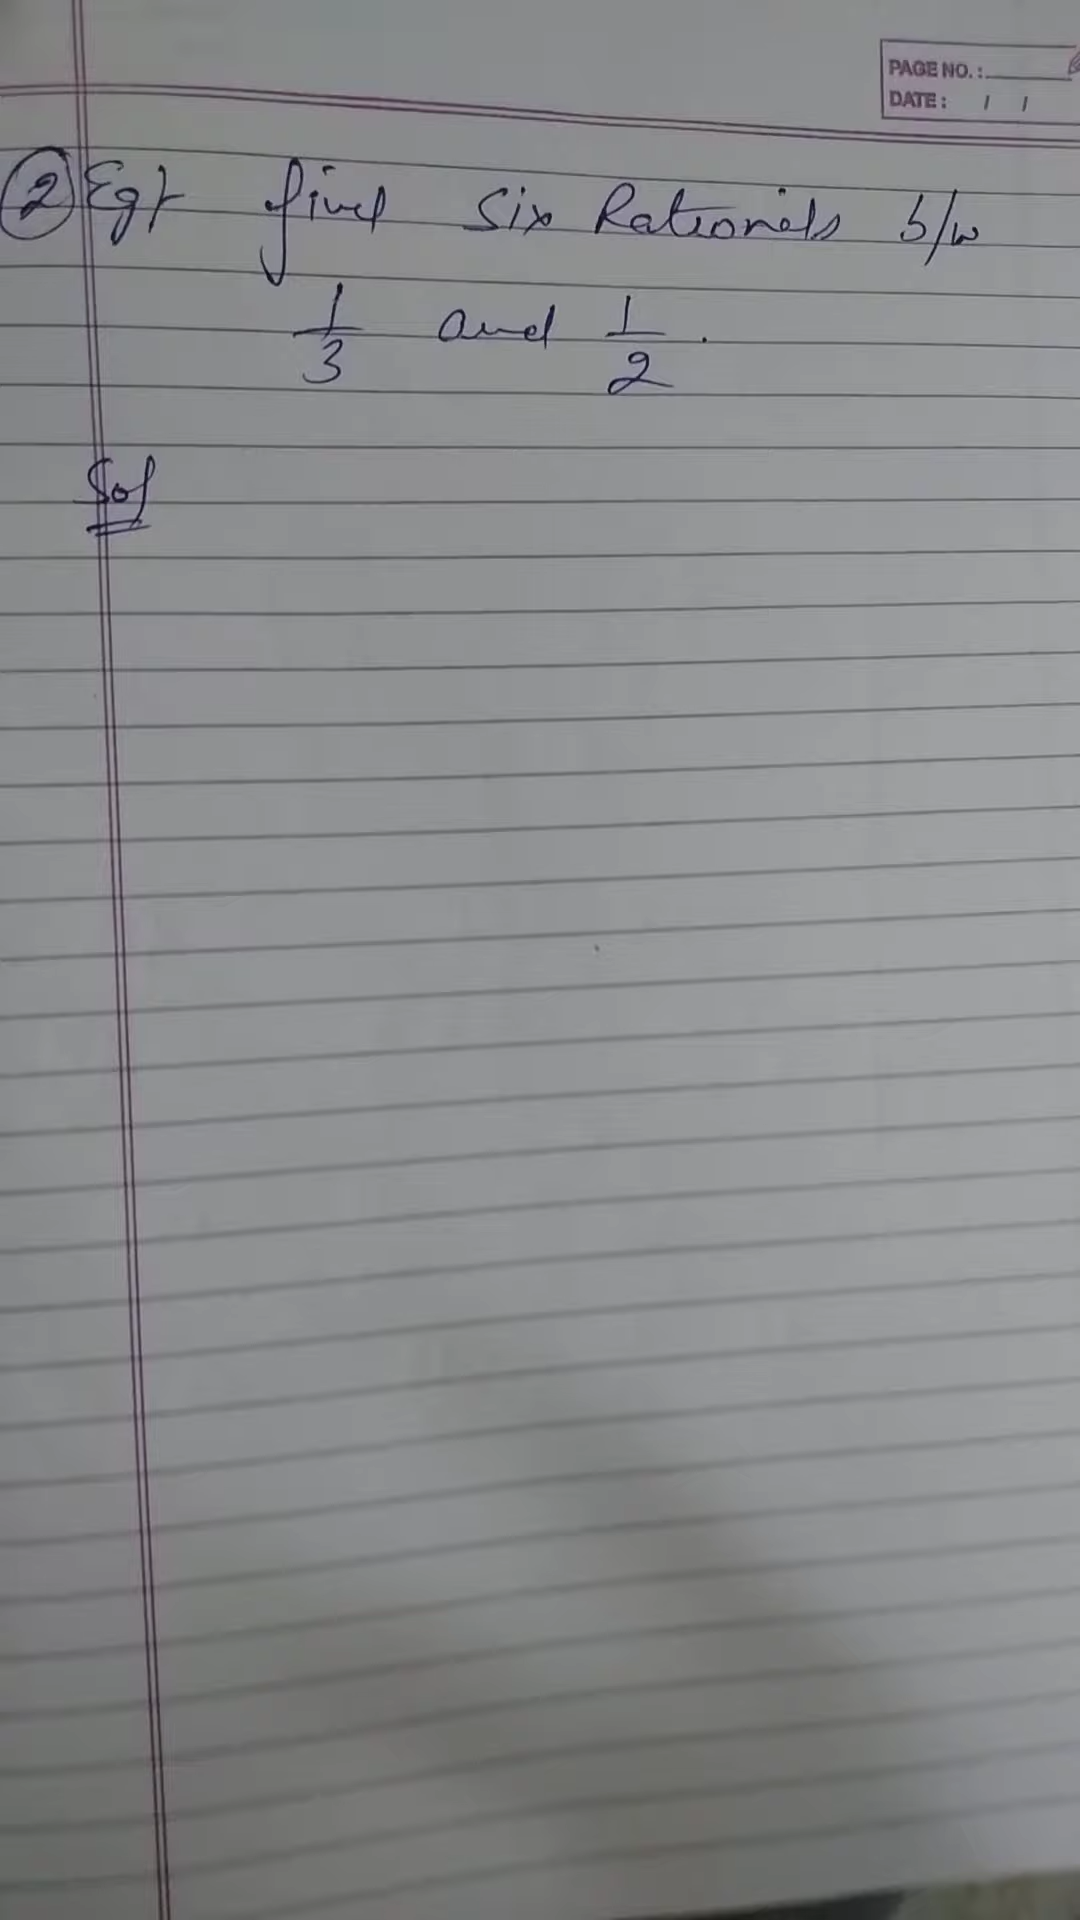 PAGE NO.:
DATE: / /
② Eg: find Six Rationals b/w
1/3 and 1/2.
Sol